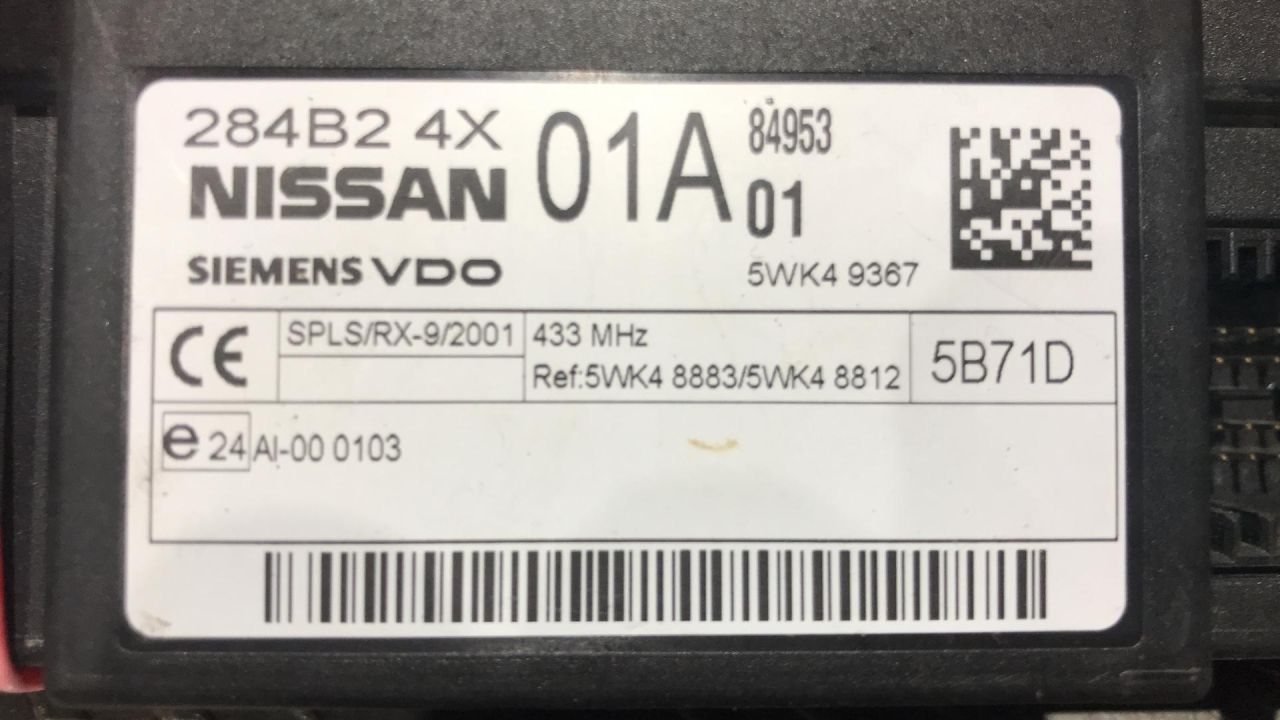 284B2 4X 01A 84953
NISSAN 01
SIEMENS VDO 5WK4 9367
CE SPLS/RX-9/2001 433 MHz 5B71D
Ref:5WK4 8883/5WK4 8812
e 24 AI-00 0103